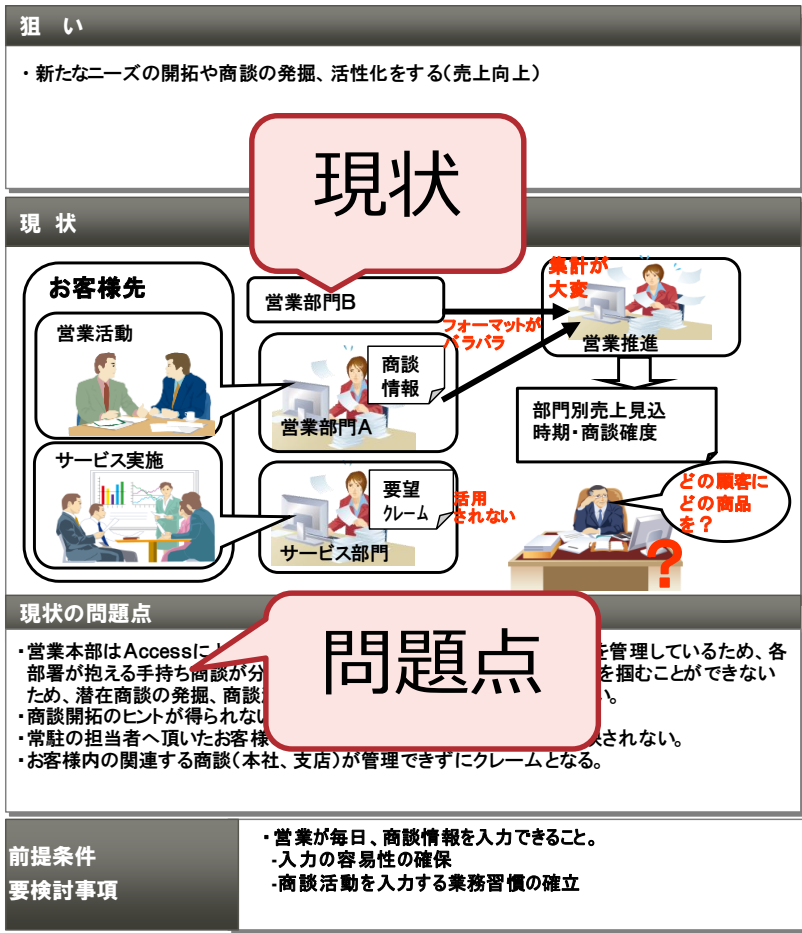 狙 い
・新たなニーズの開拓や商談の発掘、活性化をする(売上向上)
現状
現 状
お客様先
営業活動
サービス実施
営業部門B
フォーマットが
バラバラ
商談
情報
営業部門A
要望
クレーム
サービス部門
活用
されない
集計が
大変
営業推進
部門別売上見込
時期・商談確度
どの顧客に
どの商品
を?
?
現状の問題点
問題点
・営業本部はAccessに
を管理しているため、各
部署が抱える手持ち商談が分
を掴むことができない
ため、潜在商談の発掘、商談
い。
・商談開拓のヒントが得られない
・常駐の担当者へ頂いたお客様
されない。
・お客様内の関連する商談(本社、支店)が管理できずにクレームとなる。
前提条件
要検討事項
・営業が毎日、商談情報を入力できること。
-入力の容易性の確保
-商談活動を入力する業務習慣の確立